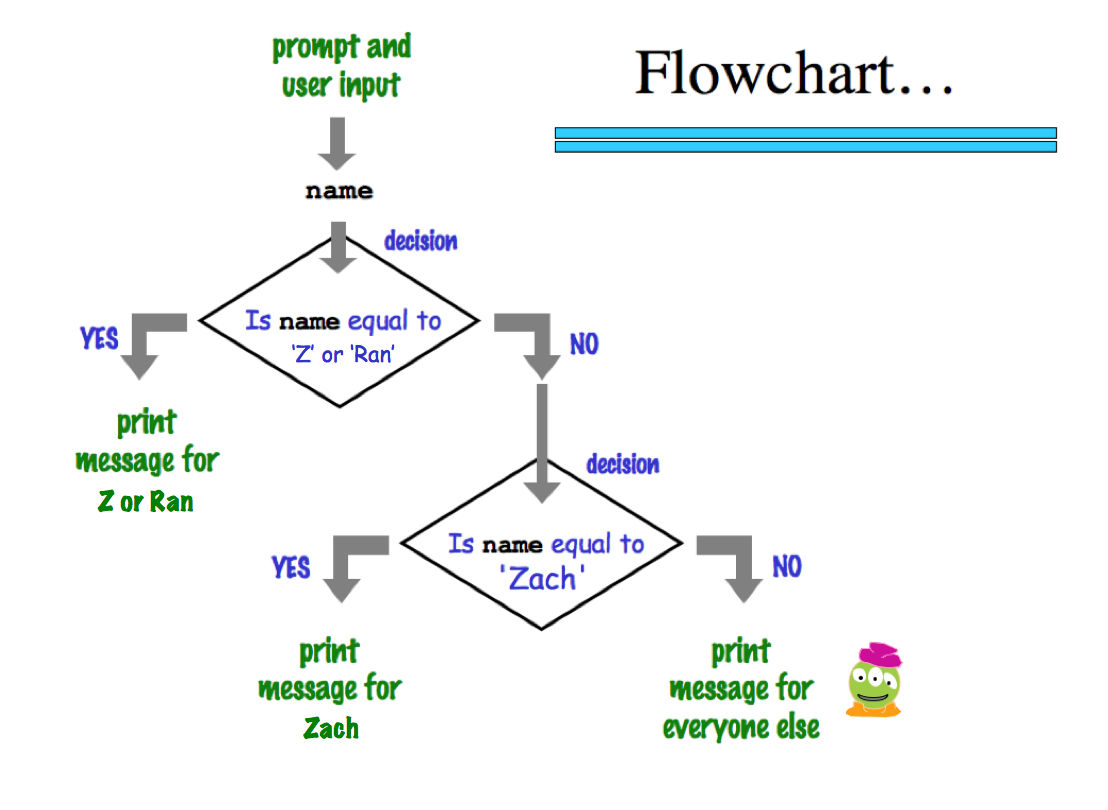 Flowchart…
prompt and
user input
name
decision
Is name equal to
'Z' or 'Ran'
YES
NO
print
message for
Z or Ran
decision
Is name equal to
'Zach'
YES
NO
print
message for
Zach
print
message for
everyone else